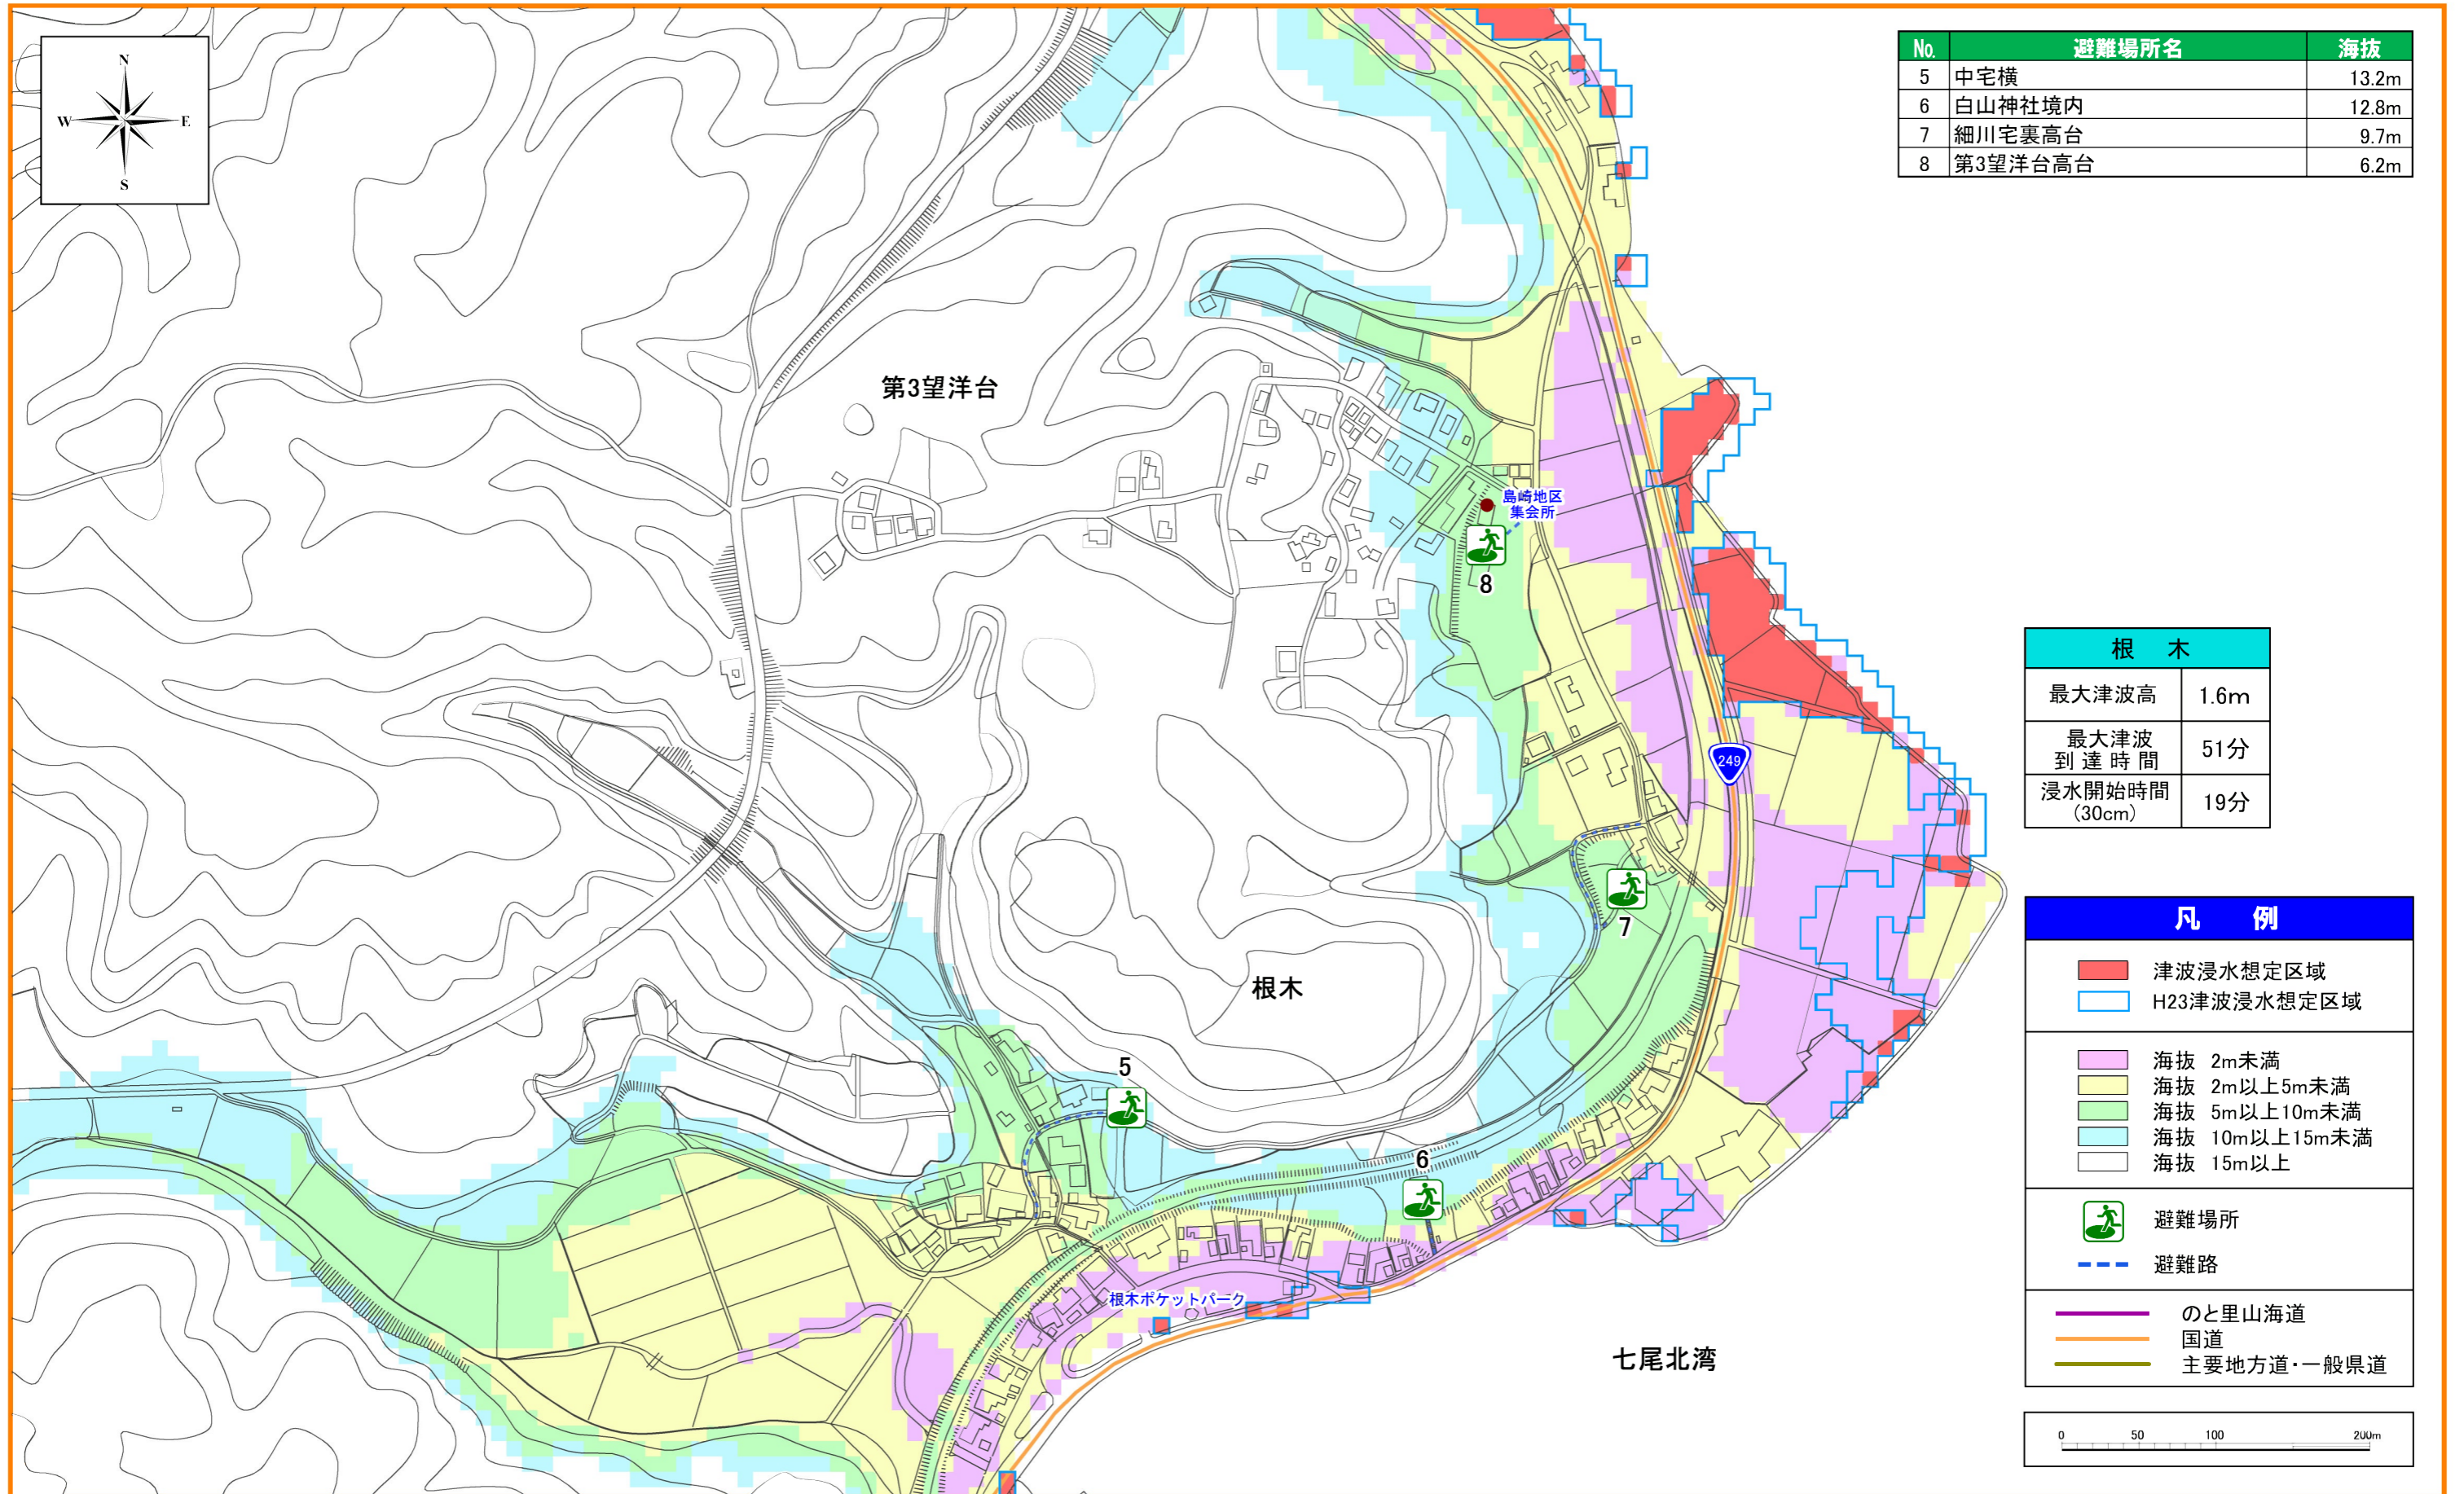 N
W
E
S
No.
避難場所名
海抜
5
中宅横
13.2m
6
白山神社境内
12.8m
7
細川宅裏高台
9.7m
8
第3望洋台高台
6.2m
第3望洋台
島崎地区
集会所
8
根 木
最大津波高
1.6m
最大津波
到達時間
51分
浸水開始時間
(30cm)
19分
249
7
根木
5
6
根木ポケットパーク
七尾北湾
凡 例
津波浸水想定区域
H23津波浸水想定区域
海抜 2m未満
海抜 2m以上5m未満
海抜 5m以上10m未満
海抜 10m以上15m未満
海抜 15m以上
避難場所
避難路
のと里山海道
国道
主要地方道・一般県道
0 50 100 200m